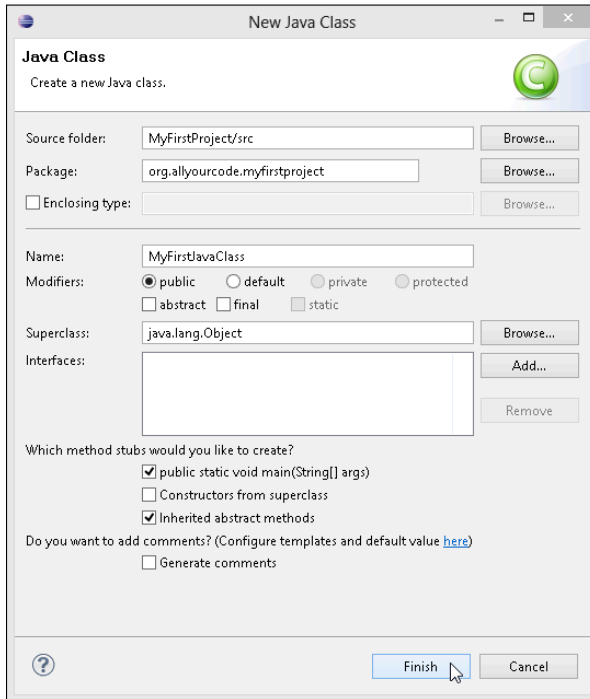 New Java Class
Java Class
Create a new Java class.
C
Source folder: MyFirstProject/src Browse...
Package: org.allyourcode.myfirstproject Browse...
Enclosing type: Browse...
Name: MyFirstJavaClass
Modifiers: public default private protected
abstract final static
Superclass: java.lang.Object Browse...
Interfaces: Add...
Remove
Which method stubs would you like to create?
public static void main(String[] args)
Constructors from superclass
Inherited abstract methods
Do you want to add comments? (Configure templates and default value here)
Generate comments
? Finish Cancel